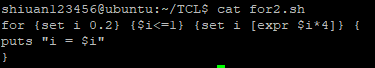 shiuan123456@ubuntu:~/TCL$ cat for2.sh
for {set i 0.2} {$i<=1} {set i [expr $i*4]} {
puts "i = $i"
}